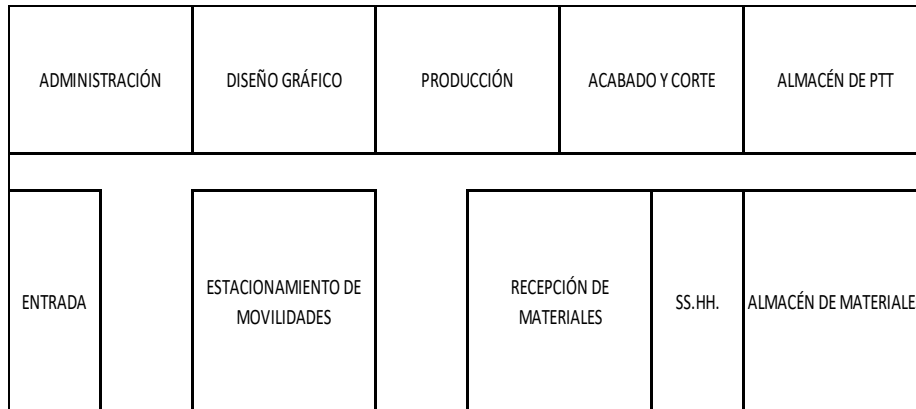 ADMINISTRACIÓN
DISEÑO GRÁFICO
PRODUCCIÓN
ACABADO Y CORTE
ALMACÉN DE PTT
ENTRADA
ESTACIONAMIENTO DE
MOVILIDADES
RECEPCIÓN DE
MATERIALES
SS.HH.
ALMACÉN DE MATERIALE